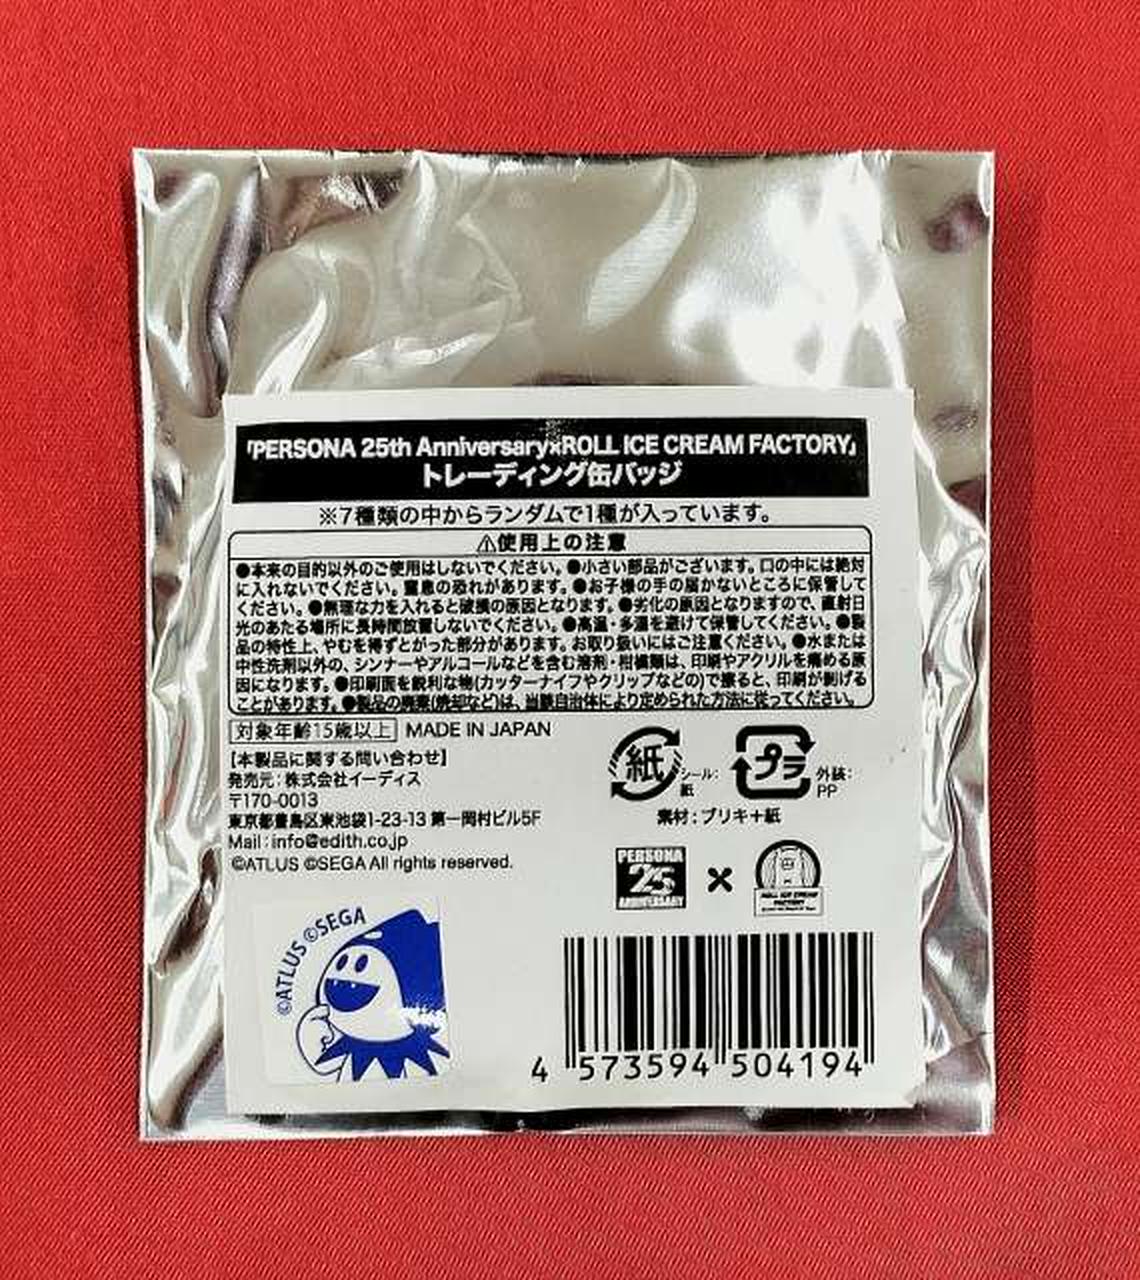 「PERSONA 25th Anniversary×ROLL ICE CREAM FACTORY」
トレーディング缶バッジ
※7種類の中からランダムで1種が入っています。
⚠使用上の注意
●本来の目的以外のご使用はしないでください。●小さい部品がございます。口の中には絶対
に入れないでください。窒息の恐れがあります。●お子様の手の届かないところに保管して
ください。●無理な力を入れると破損の原因となります。●劣化の原因となりますので、直射日
光のあたる場所に長時間放置しないでください。●高温・多湿を避けて保管してください。●製
品の特性上、やむを得ずとがった部分があります。お取り扱いにはご注意ください。●水または
中性洗剤以外の、シンナーやアルコールなどを含む溶剤・柑橘類は、印刷やアクリルを痛める原
因になります。●印刷面を鋭利な物(カッターナイフやクリップなどの)で擦ると、印刷が剥げる
ことがあります。●製品の廃棄(焼却など)は、当該自治体により定められた方法に従ってください。
対象年齢15歳以上 MADE IN JAPAN
【本製品に関する問い合わせ】
発売元：株式会社イーディス
〒170-0013
東京都豊島区東池袋1-23-13 第一岡村ビル5F
Mail：info@edith.co.jp
©ATLUS ©SEGA All rights reserved.
紙 シール：紙
プラ 外装：PP
素材：ブリキ＋紙
PERSONA 25 ANNIVERSARY × ROLL ICE CREAM FACTORY
©ATLUS ©SEGA
4 573594 504194